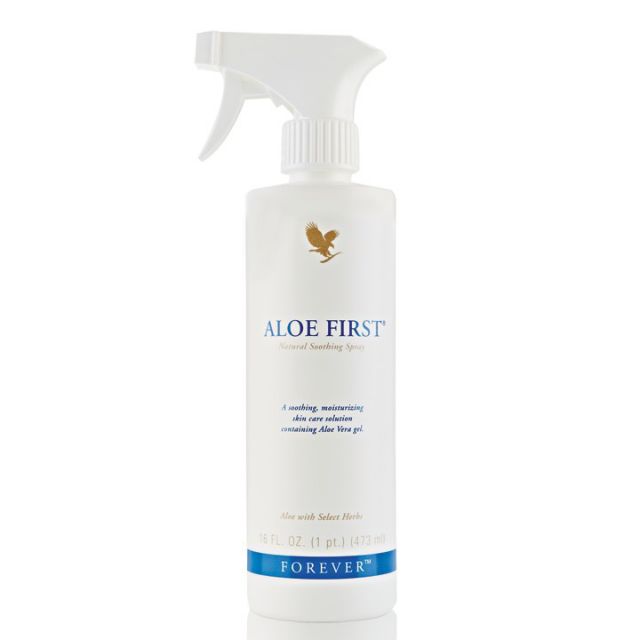 ALOE FIRST®
Natural Soothing Spray
A soothing, moisturizing
skin care solution
containing Aloe Vera gel.
Aloe with Select Herbs
16 FL. OZ. (1 pt.) (473 ml)
FOREVER™